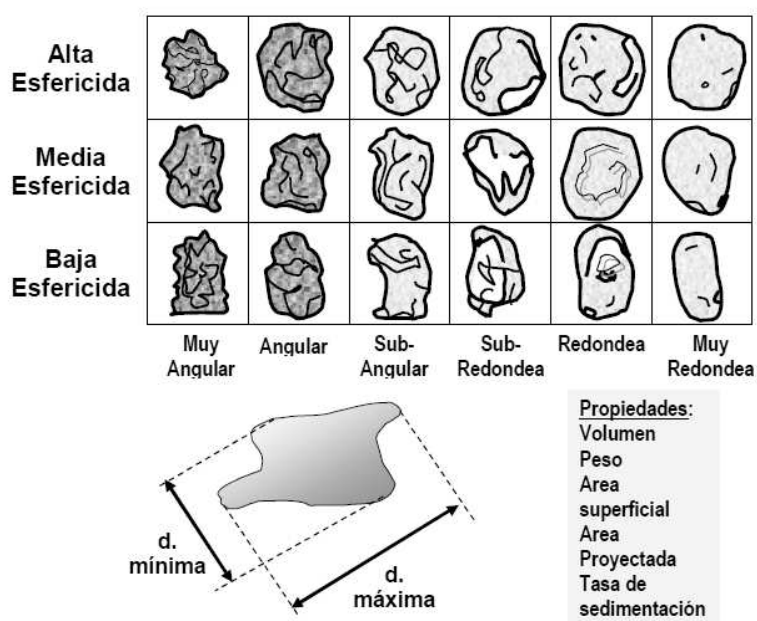 Alta
Esfericida
Media
Esfericida
Baja
Esfericida
Muy
Angular
Angular
Sub-
Angular
Sub-
Redondea
Redondea
Muy
Redondea
d.
mínima
d.
máxima
Propiedades:
Volumen
Peso
Area
superficial
Area
Proyectada
Tasa de
sedimentación